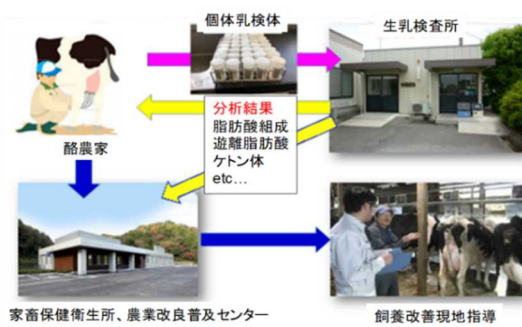 個体乳検体
生乳検査所
分析結果
脂肪酸組成
遊離脂肪酸
ケトン体
etc…
酪農家
家畜保健衛生所、農業改良普及センター
飼養改善現地指導